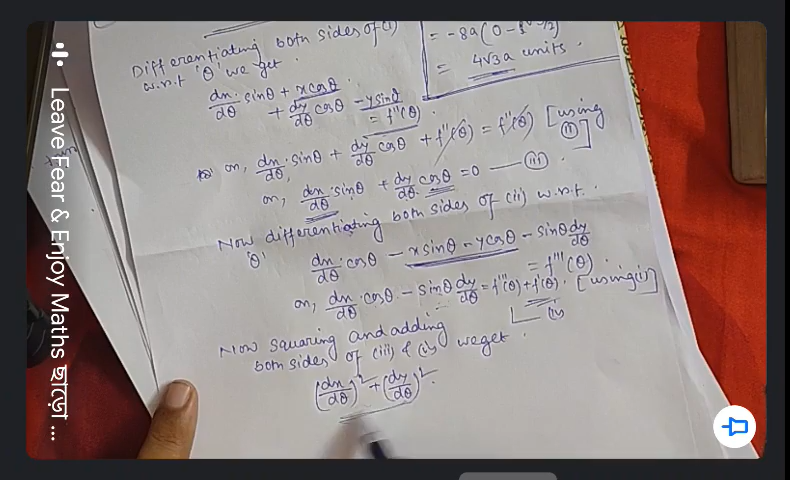 Leave Fear & Enjoy Maths ছাড়ো ...
= -8a(0 -
= 4√3a units.
Differentiating both sides of (i)
w.r.t 'θ' we get.
dx/dθ · sinθ + x cosθ
+ dy/dθ cosθ - y sinθ
= f''(θ)
or, dx/dθ · sinθ + dy/dθ cosθ + f''(θ) = f''(θ) [using (ii)]
or, dx/dθ · sinθ + dy/dθ · cosθ = 0 — (iii).
Now differentiating both sides of (ii) w.r.t.
'θ' dx/dθ · cosθ - x sinθ - y cosθ - sinθ dy/dθ
= f'''(θ).
or, dx/dθ · cosθ - sinθ dy/dθ = f'''(θ) + f'(θ). [using (i)]
(iv)
Now squaring and adding
both sides of (iii) & (iv) we get.
(dx/dθ)² + (dy/dθ)².